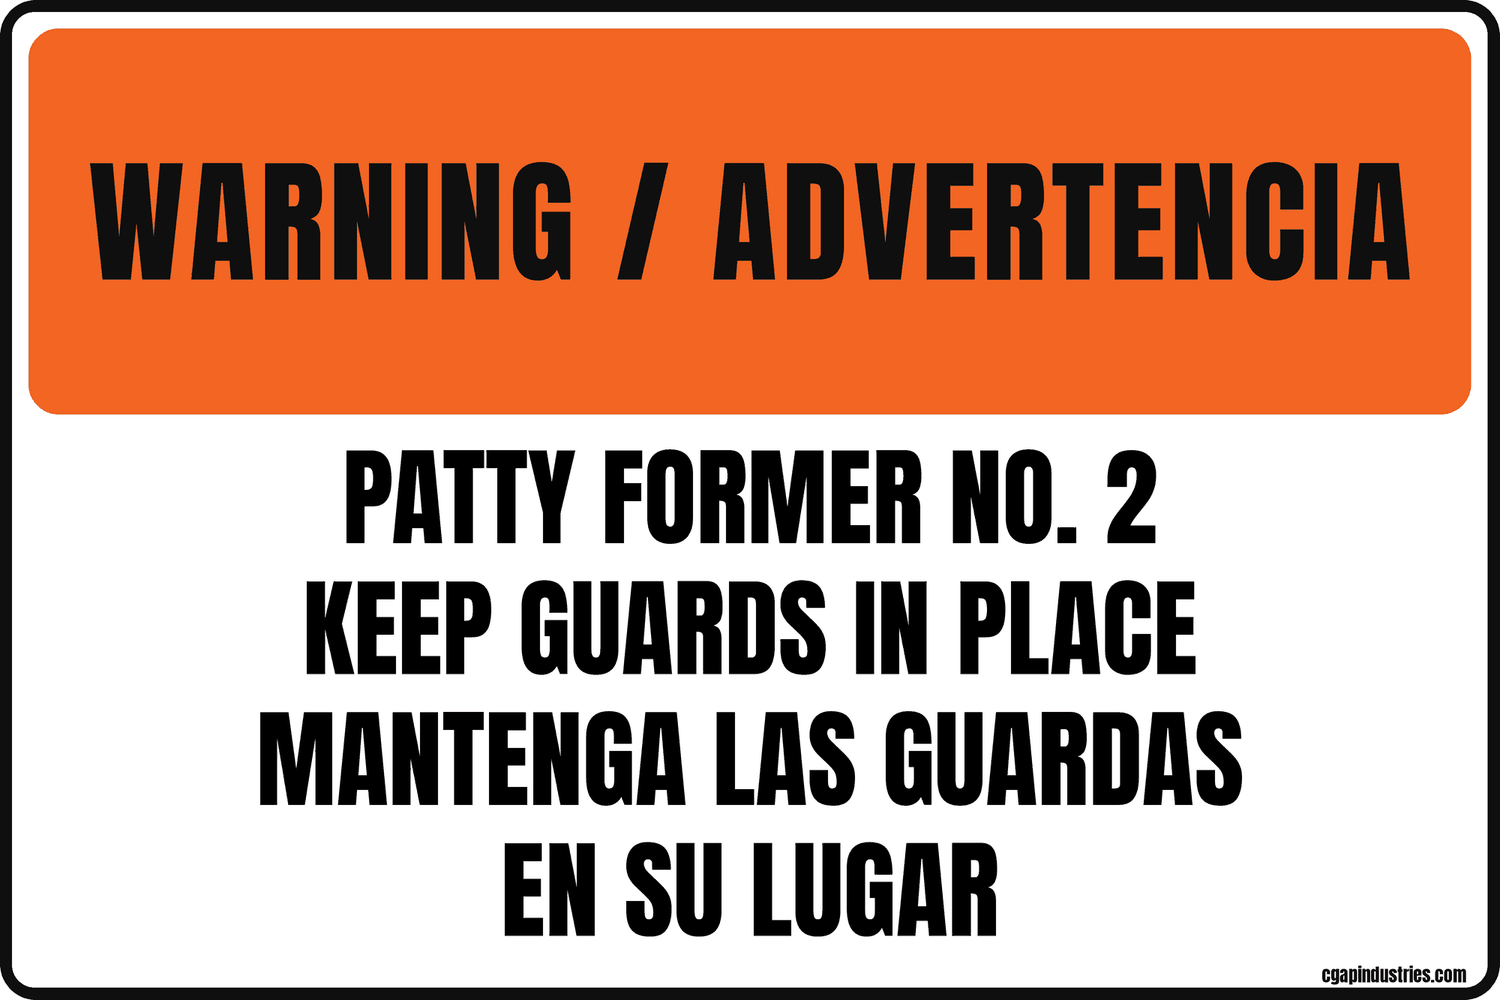 WARNING / ADVERTENCIA
PATTY FORMER NO. 2
KEEP GUARDS IN PLACE
MANTENGA LAS GUARDAS
EN SU LUGAR
cgapindustries.com